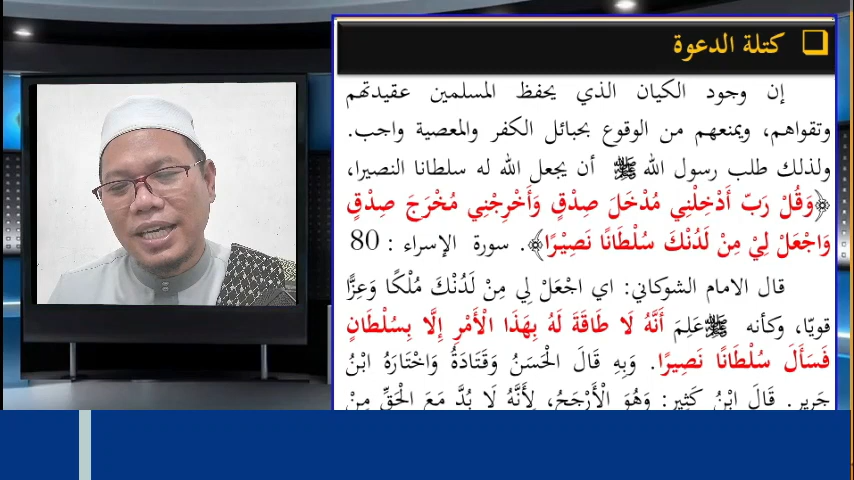 ❑ كتلة الدعوة
إن وجود الكيان الذي يحفظ المسلمين عقيدتهم
وتقواهم، ويمنعهم من الوقوع بحبائل الكفر والمعصية واجب.
ولذلك طلب رسول الله ﷺ أن يجعل الله له سلطانا النصيرا،
﴿وَقُلْ رَبّ أَدْخِلْنِي مُدْخَلَ صِدْقٍ وَأَخْرِجْنِي مُخْرَجَ صِدْقٍ
وَاجْعَلْ لِيْ مِنْ لَدُنْكَ سُلْطَانًا نَصِيْرًا﴾. سورة الإسراء : 80
قال الامام الشوكاني: اي اجْعَلْ لِي مِنْ لَدُنْكَ مُلْكًا وَعِزًّا
قويّا، وكأنه ﷺ عَلِمَ أَنَّهُ لَا طَاقَةَ لَهُ بِهَذَا الْأَمْرِ إِلَّا بِسُلْطَانٍ
فَسَأَلَ سُلْطَانًا نَصِيرًا. وَبِهِ قَالَ الْحَسَنُ وَقَتَادَةُ وَاخْتَارَهُ ابْنُ
جَرِيرٍ. قَالَ ابْنُ كَثِيرٍ: وَهُوَ الْأَرْجَحُ، لِأَنَّهُ لَا بُدَّ مَعَ الْحَقِّ مِنْ